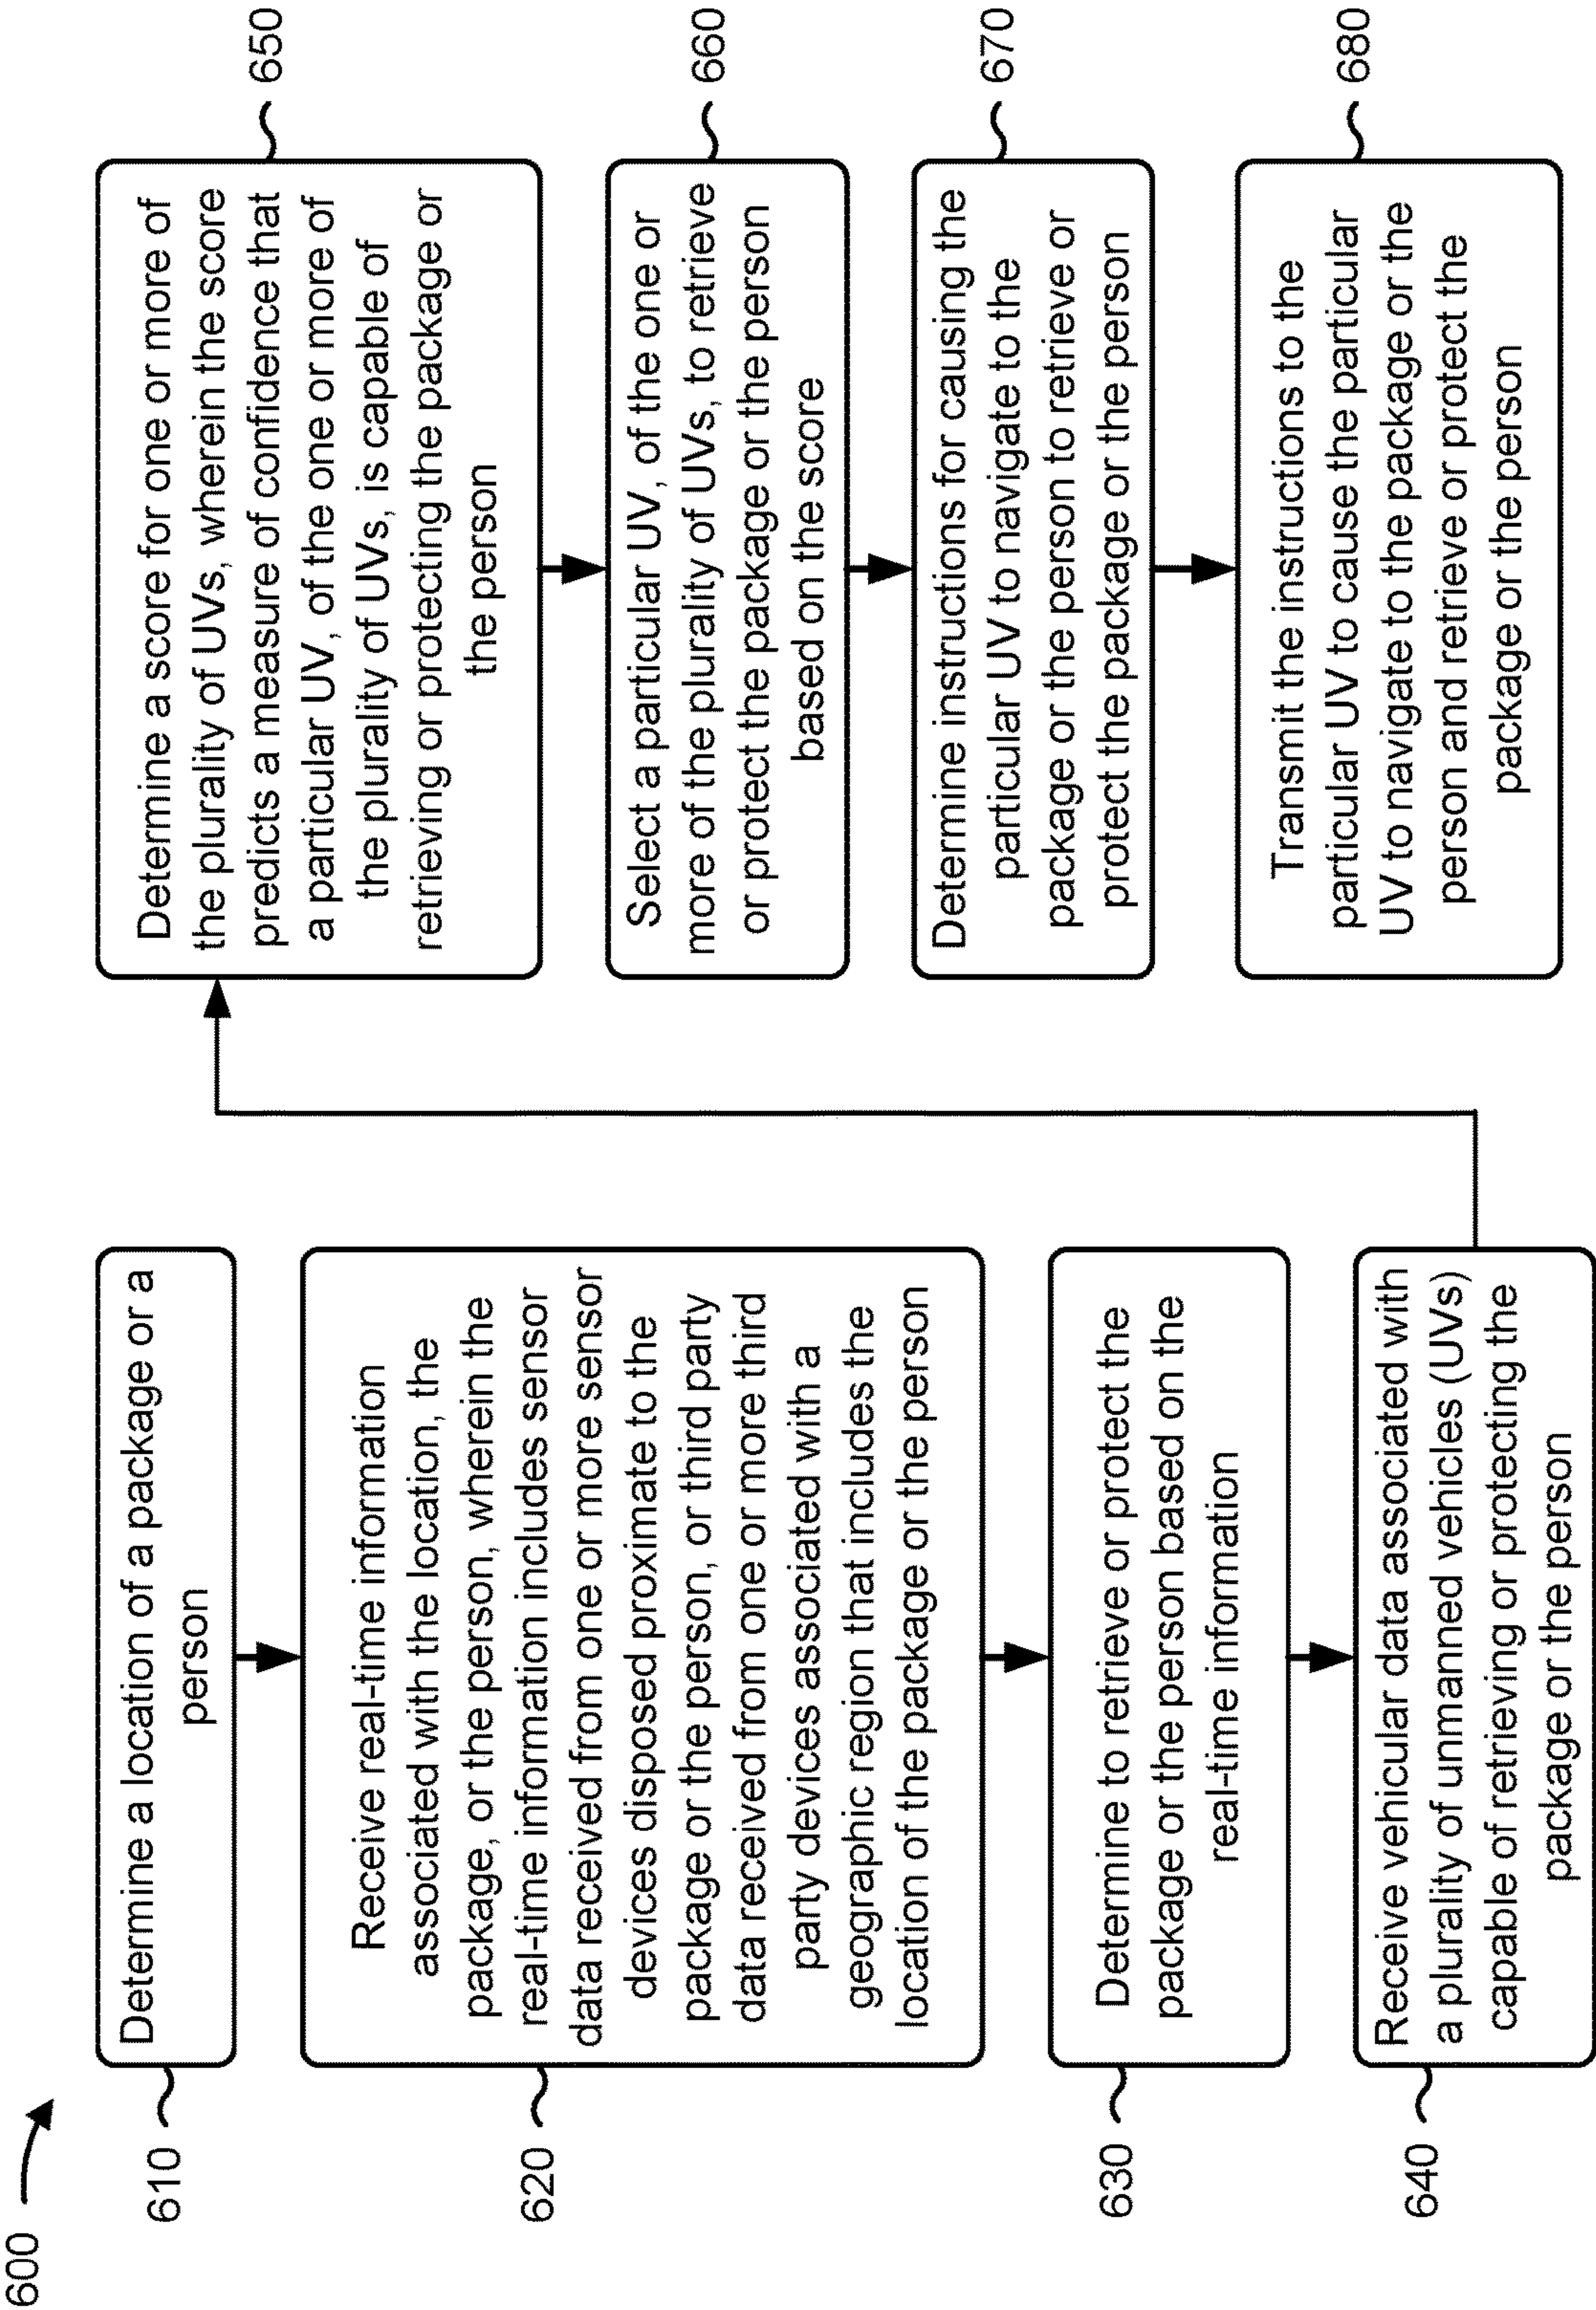 600
610
Determine a location of a package or a
person
620
Receive real-time information
associated with the location, the
package, or the person, wherein the
real-time information includes sensor
data received from one or more sensor
devices disposed proximate to the
package or the person, or third party
data received from one or more third
party devices associated with a
geographic region that includes the
location of the package or the person
630
Determine to retrieve or protect the
package or the person based on the
real-time information
640
Receive vehicular data associated with
a plurality of unmanned vehicles (UVs)
capable of retrieving or protecting the
package or the person
650
Determine a score for one or more of
the plurality of UVs, wherein the score
predicts a measure of confidence that
a particular UV, of the one or more of
the plurality of UVs, is capable of
retrieving or protecting the package or
the person
660
Select a particular UV, of the one or
more of the plurality of UVs, to retrieve
or protect the package or the person
based on the score
670
Determine instructions for causing the
particular UV to navigate to the
package or the person to retrieve or
protect the package or the person
680
Transmit the instructions to the
particular UV to cause the particular
UV to navigate to the package or the
person and retrieve or protect the
package or the person